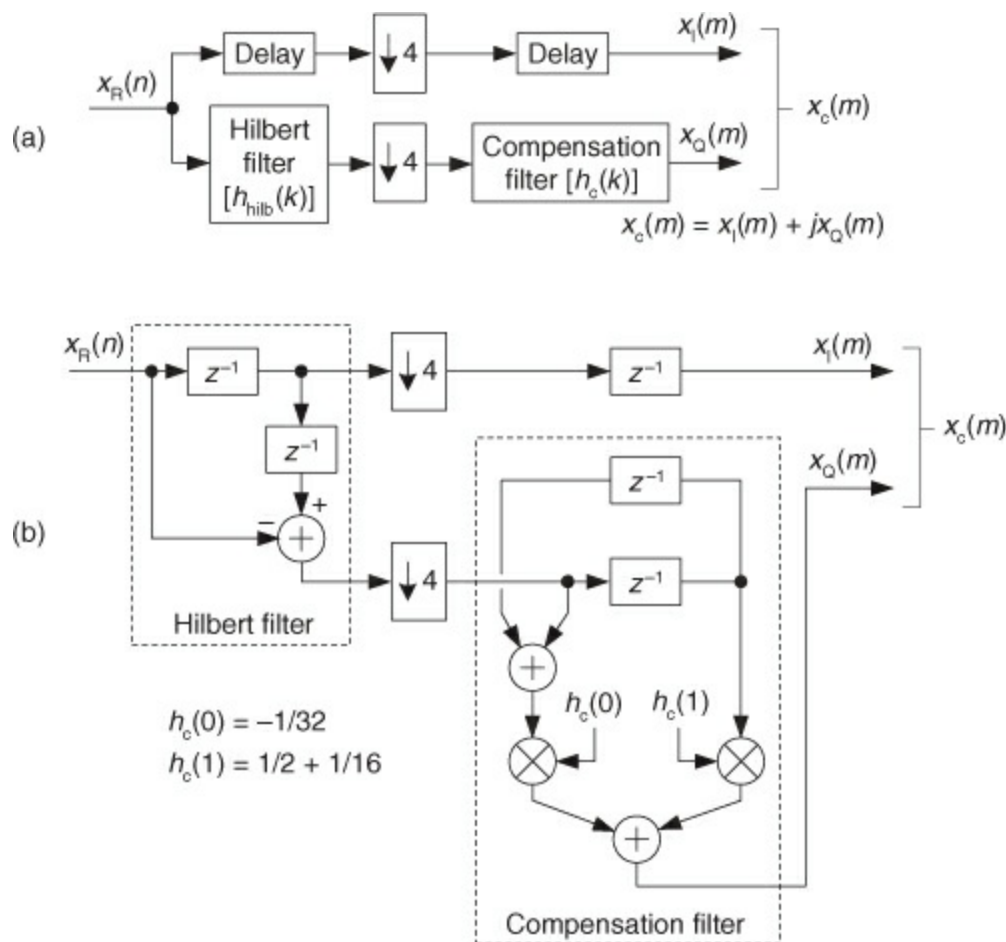 (a)
x_R(n)
Delay
↓ 4
Delay
x_I(m)
Hilbert
filter
[h_hilb(k)]
↓ 4
Compensation
filter [h_c(k)]
x_Q(m)
x_c(m)
x_c(m) = x_I(m) + jx_Q(m)
(b)
x_R(n)
z⁻¹
↓ 4
z⁻¹
x_I(m)
x_c(m)
z⁻¹
z⁻¹
x_Q(m)
+
−
+
↓ 4
z⁻¹
Hilbert filter
+
h_c(0)
h_c(1)
h_c(0) = −1/32
h_c(1) = 1/2 + 1/16
+
Compensation filter